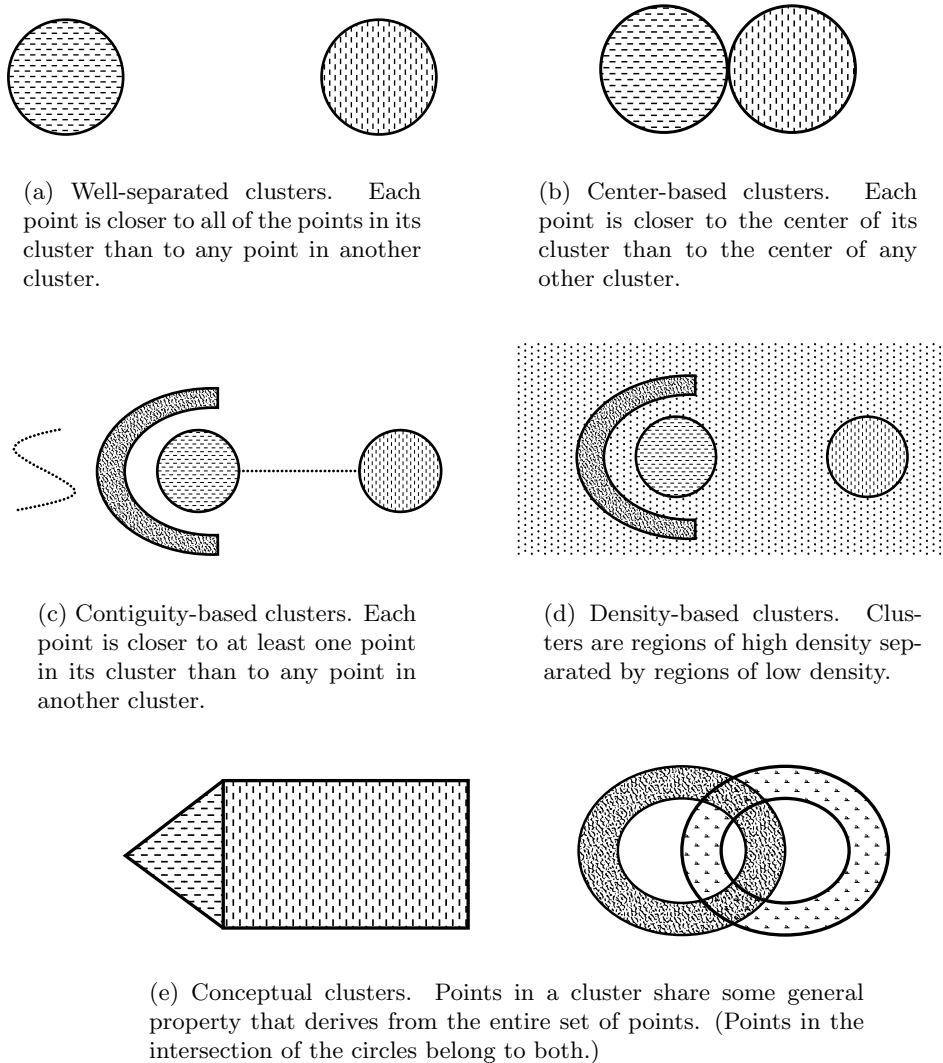 (a) Well-separated clusters. Each
point is closer to all of the points in its
cluster than to any point in another
cluster.
(b) Center-based clusters. Each
point is closer to the center of its
cluster than to the center of any
other cluster.
(c) Contiguity-based clusters. Each
point is closer to at least one point
in its cluster than to any point in
another cluster.
(d) Density-based clusters. Clus-
ters are regions of high density sep-
arated by regions of low density.
(e) Conceptual clusters. Points in a cluster share some general
property that derives from the entire set of points. (Points in the
intersection of the circles belong to both.)